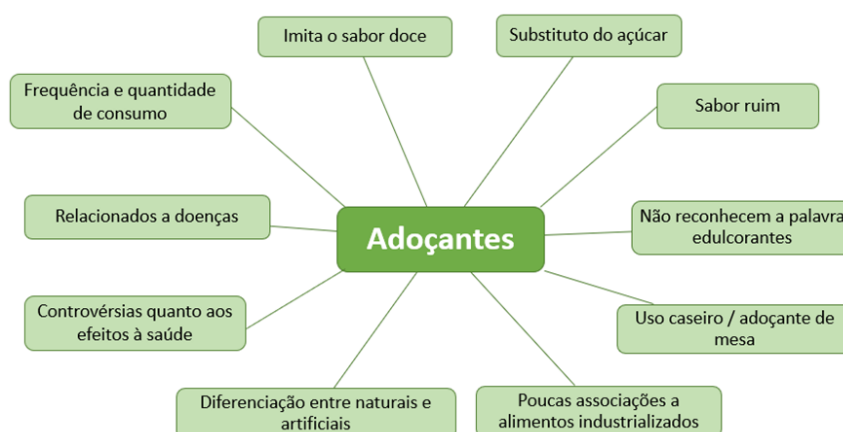 Imita o sabor doce
Substituto do açúcar
Frequência e quantidade
de consumo
Sabor ruim
Relacionados a doenças
Adoçantes
Não reconhecem a palavra
edulcorantes
Controvérsias quanto aos
efeitos à saúde
Uso caseiro / adoçante de
mesa
Diferenciação entre naturais e
artificiais
Poucas associações a
alimentos industrializados